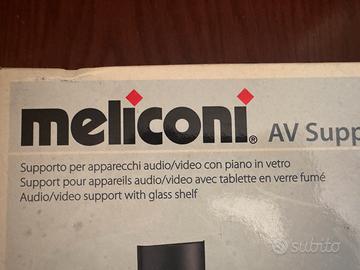 meliconi® AV Supp
Supporto per apparecchi audio/video con piano in vetro
Support pour appareils audio/video avec tablette en verre fumé
Audio/video support with glass shelf
subito